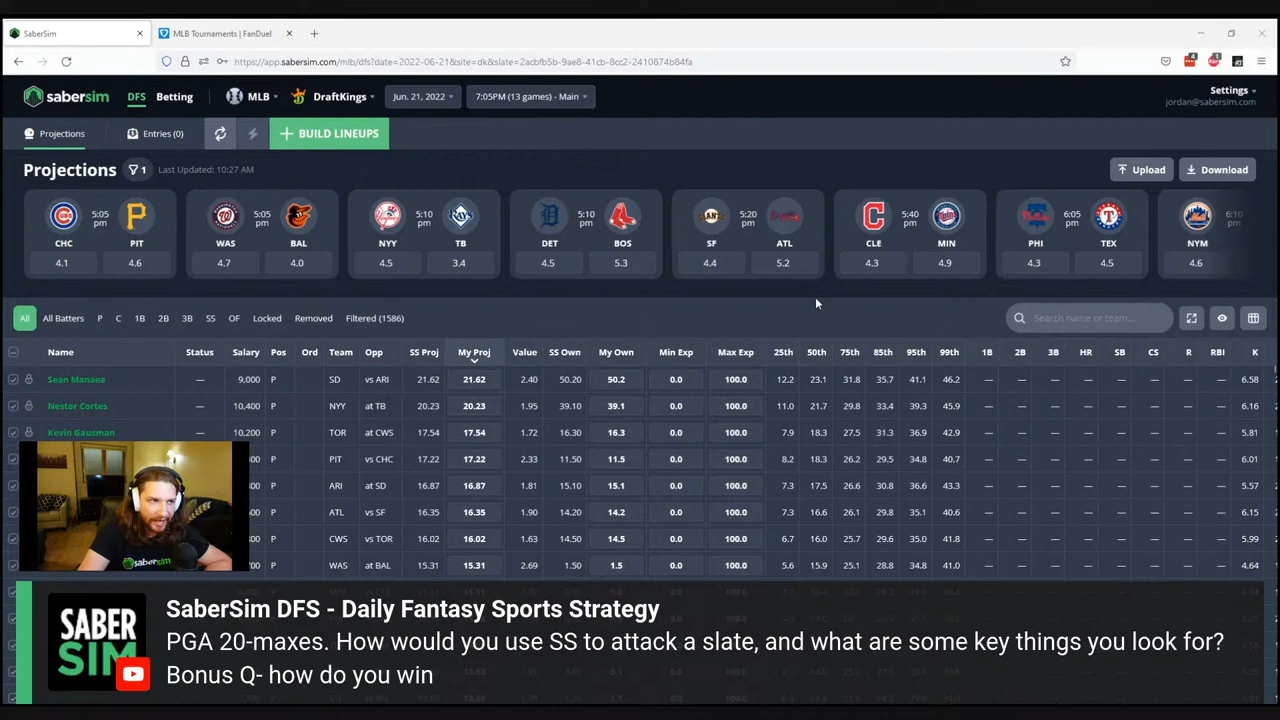 SaberSim
MLB Tournaments | FanDuel
https://app.sabersim.com/mlb/dfs?date=2022-06-21&site=dk&slate=2acbfb5b-9ae8-41cb-8cc2-2410874b84fa
sabersim DFS Betting MLB DraftKings Jun. 21, 2022 7:05PM (13 games) - Main Settings
jordan@sabersim.com
Projections Entries (0) BUILD LINEUPS
Projections 1 Last Updated: 10:27 AM Upload Download
5:05 pm 5:05 pm 5:10 pm 5:10 pm 5:20 pm 5:40 pm 6:05 pm 6:10 pm
CHC PIT WAS BAL NYY TB DET BOS SF ATL CLE MIN PHI TEX NYM
4.1 4.6 4.7 4.0 4.5 3.4 4.5 5.3 4.4 5.2 4.3 4.9 4.3 4.5 4.6
All All Batters P C 1B 2B 3B SS OF Locked Removed Filtered (1586) Search name or team...
Name Status Salary Pos Ord Team Opp SS Proj My Proj Value SS Own My Own Min Exp Max Exp 25th 50th 75th 85th 95th 99th 1B 2B 3B HR SB CS R RBI K
Sean Manaea — 9,000 P SD vs ARI 21.62 21.62 2.40 50.20 50.2 0.0 100.0 12.2 23.1 31.8 35.7 41.1 46.2 — — — — — — — — 6.58
Nestor Cortes — 10,400 P NYY at TB 20.23 20.23 1.95 39.10 39.1 0.0 100.0 11.0 21.7 29.8 33.4 39.3 45.9 — — — — — — — — 6.16
Kevin Gausman — 10,200 P TOR at CWS 17.54 17.54 1.72 16.30 16.3 0.0 100.0 7.9 18.3 27.5 31.3 36.9 42.9 — — — — — — — — 5.81
P PIT vs CHC 17.22 17.22 2.33 11.50 11.5 0.0 100.0 8.2 18.3 26.2 29.5 34.8 40.7 — — — — — — — — 6.01
P ARI at SD 16.87 16.87 1.81 15.10 15.1 0.0 100.0 7.3 17.5 26.6 30.8 36.6 43.3 — — — — — — — — 5.57
P ATL vs SF 16.35 16.35 1.90 14.20 14.2 0.0 100.0 7.3 16.6 26.1 29.8 35.1 40.6 — — — — — — — — 6.15
P CWS vs TOR 16.02 16.02 1.63 14.50 14.5 0.0 100.0 6.7 16.0 25.7 29.6 35.0 41.8 — — — — — — — — 5.99
P WAS at BAL 15.31 15.31 2.69 1.50 1.5 0.0 100.0 5.6 15.9 25.1 28.8 34.8 41.0 — — — — — — — — 4.64
sabersim
SABER
SIM
SaberSim DFS - Daily Fantasy Sports Strategy
PGA 20-maxes. How would you use SS to attack a slate, and what are some key things you look for?
Bonus Q- how do you win